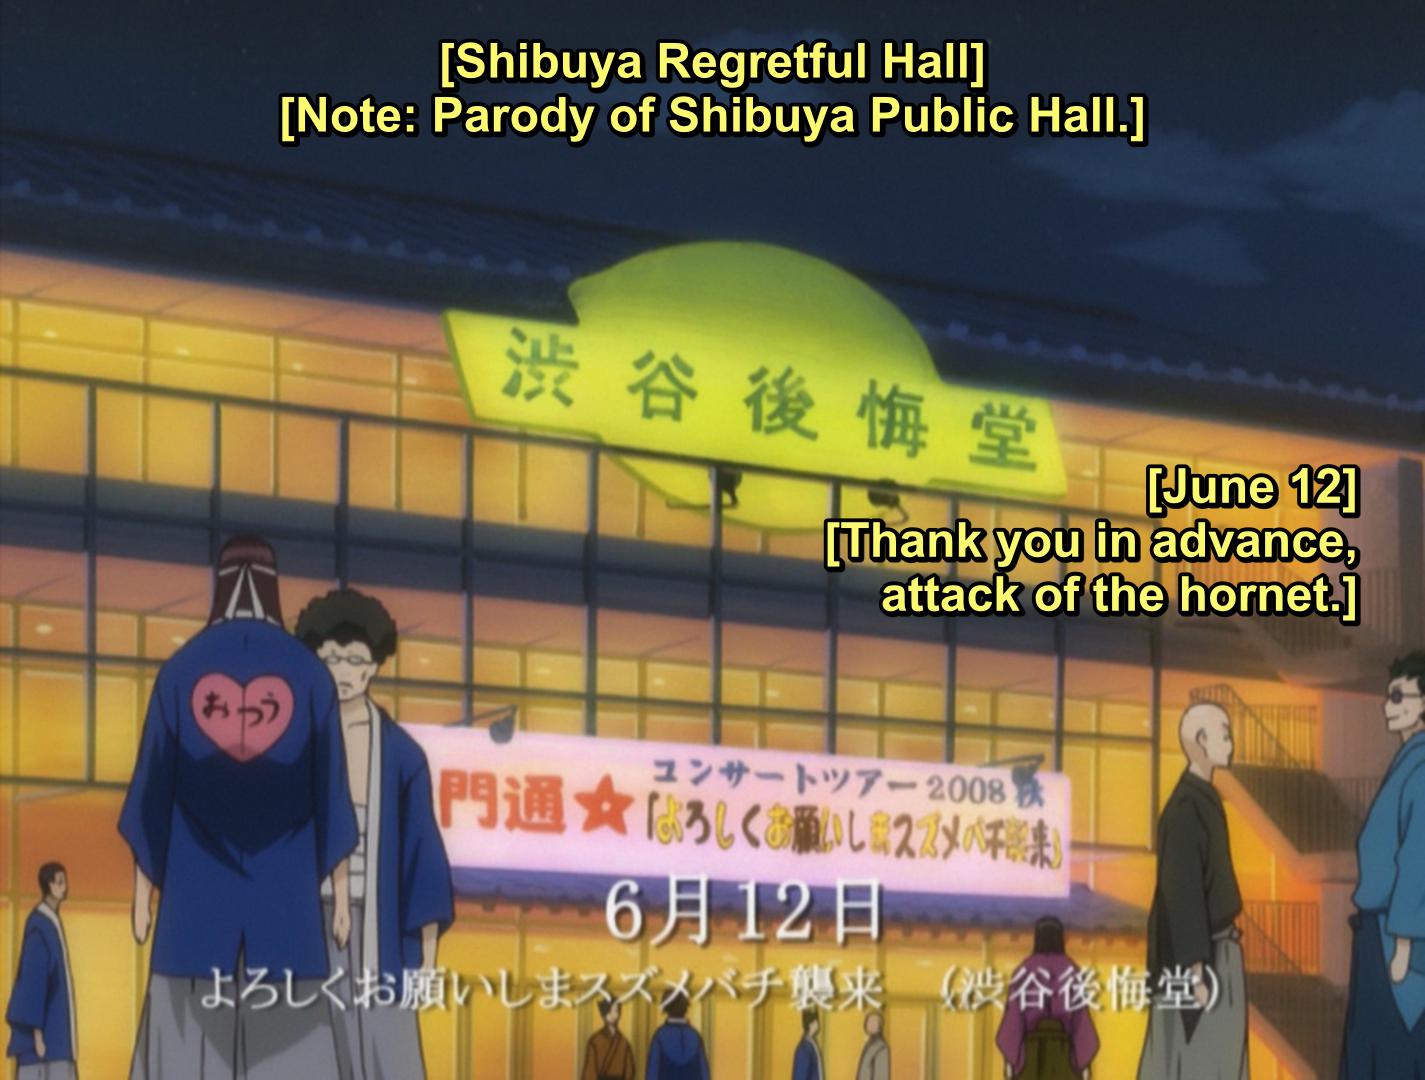 [Shibuya Regretful Hall]
[Note: Parody of Shibuya Public Hall.]
渋谷後悔堂
[June 12]
[Thank you in advance,
attack of the hornet.]
おつう
門通★
コンサートツアー2008秋
「よろしくお願いしまスズメバチ襲来」
6月12日
よろしくお願いしまスズメバチ襲来 (渋谷後悔堂)